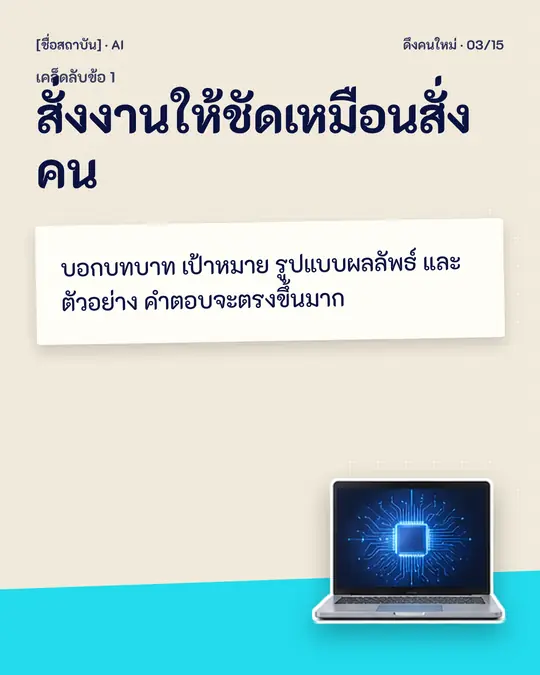 [ชื่อสถาบัน] · AI
ดึงคนใหม่ · 03/15
เคล็ดลับข้อ 1
สั่งงานให้ชัดเหมือนสั่ง
คน
บอกบทบาท เป้าหมาย รูปแบบผลลัพธ์ และ
ตัวอย่าง คำตอบจะตรงขึ้นมาก